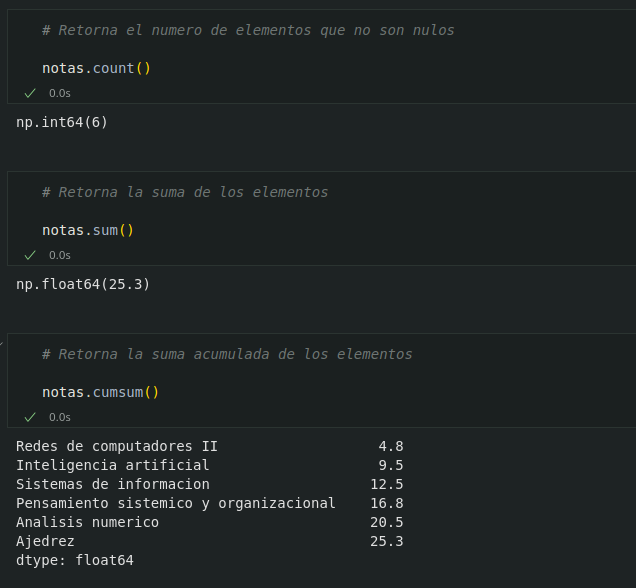 # Retorna el numero de elementos que no son nulos
notas.count()
0.0s
np.int64(6)
# Retorna la suma de los elementos
notas.sum()
0.0s
np.float64(25.3)
# Retorna la suma acumulada de los elementos
notas.cumsum()
0.0s
Redes de computadores II 4.8
Inteligencia artificial 9.5
Sistemas de informacion 12.5
Pensamiento sistemico y organizacional 16.8
Analisis numerico 20.5
Ajedrez 25.3
dtype: float64